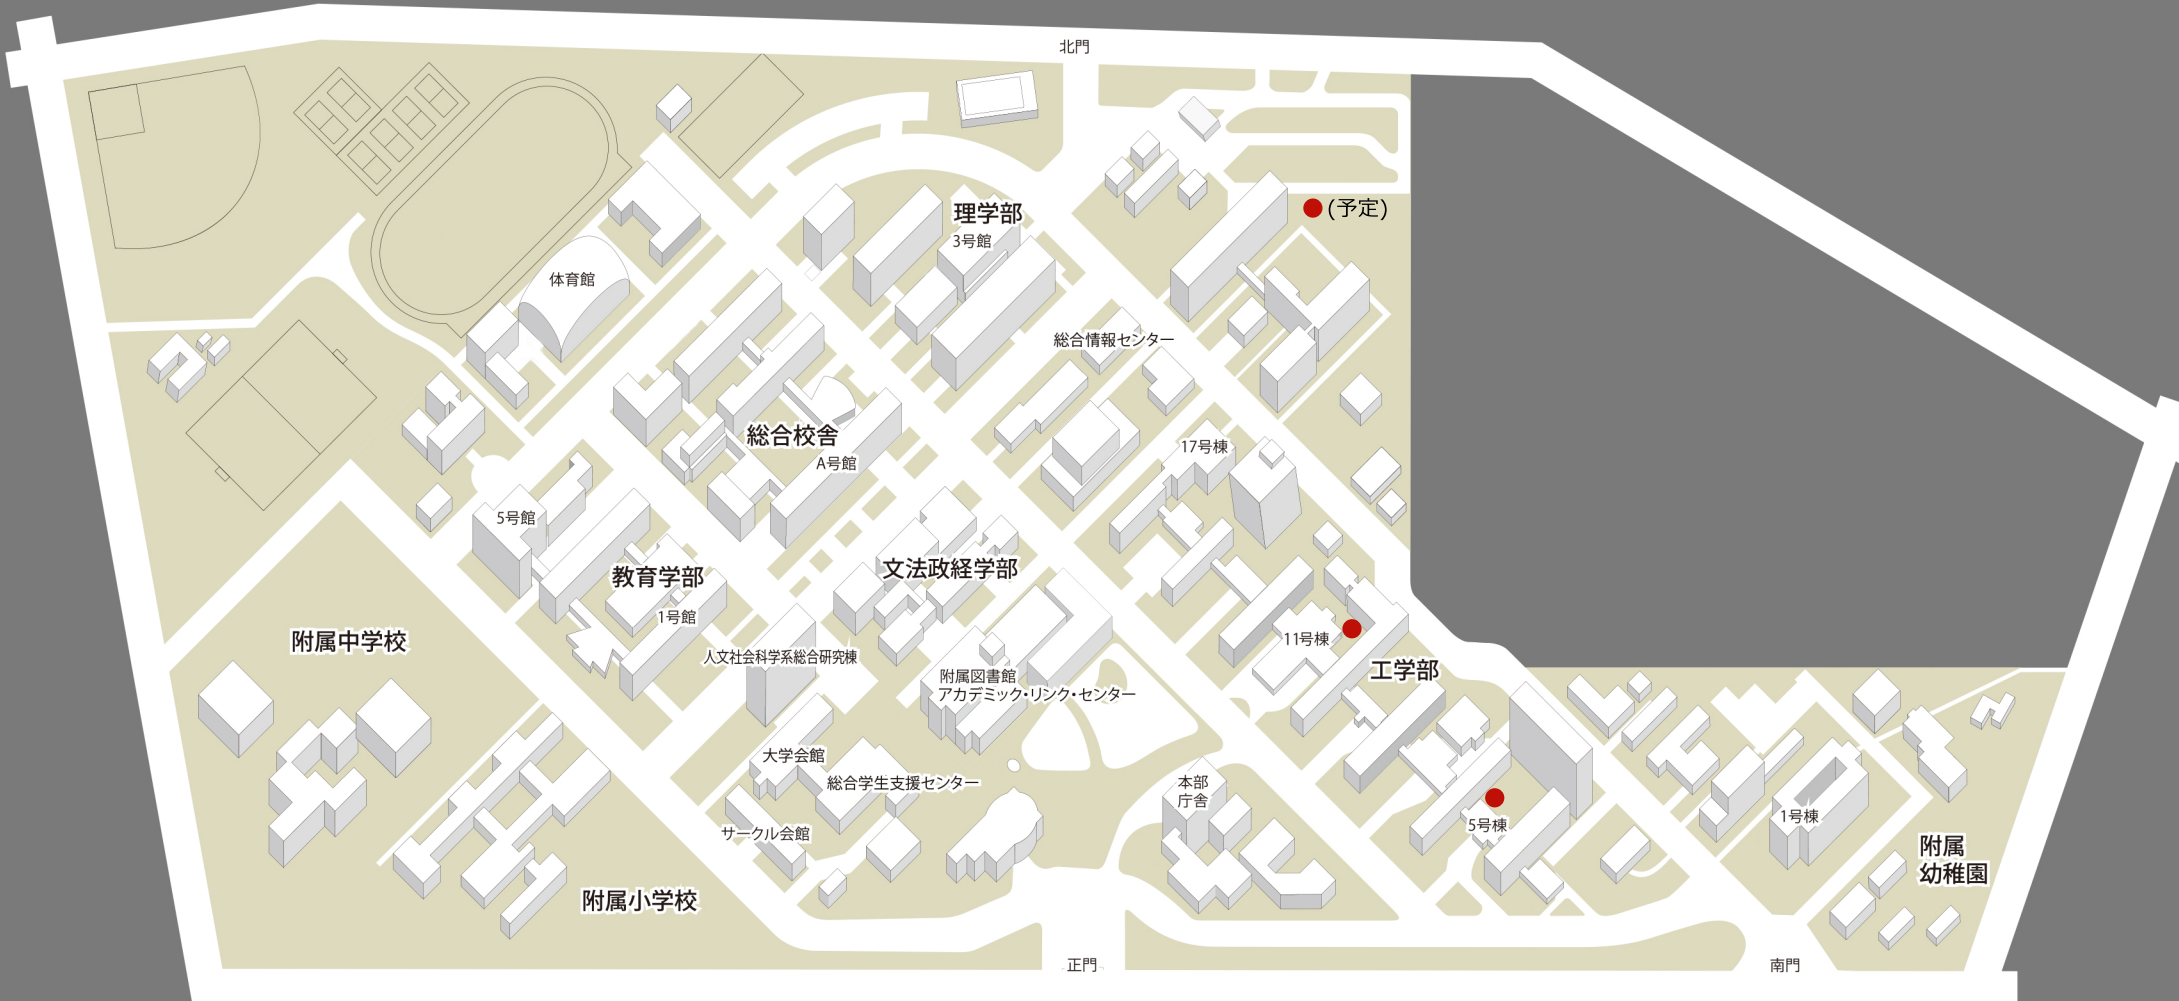 北門
(予定)
理学部
3号館
体育館
総合情報センター
総合校舎
A号館
17号棟
5号館
文法政経学部
教育学部
1号館
附属中学校
11号棟
人文社会科学系総合研究棟
工学部
附属図書館
アカデミック・リンク・センター
大学会館
総合学生支援センター
本部
庁舎
サークル会館
5号棟
1号棟
附属
幼稚園
附属小学校
正門
南門